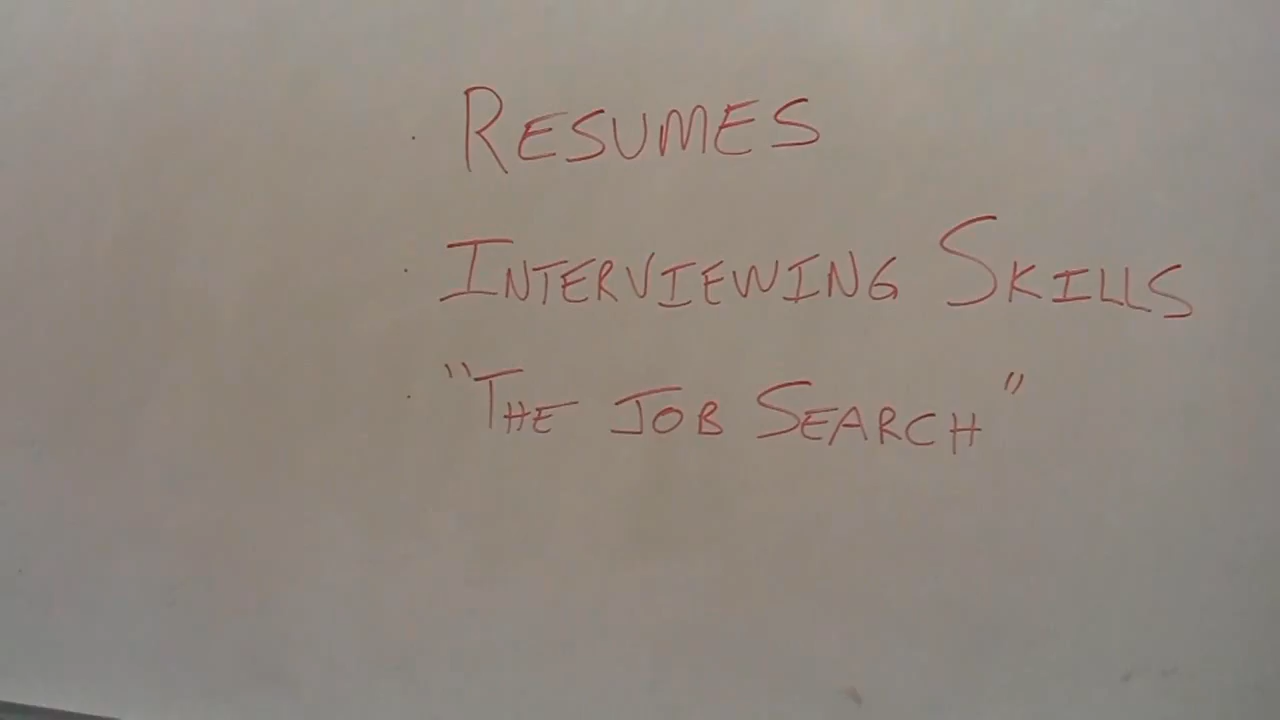 · RESUMES
· INTERVIEWING SKILLS
· "THE JOB SEARCH"